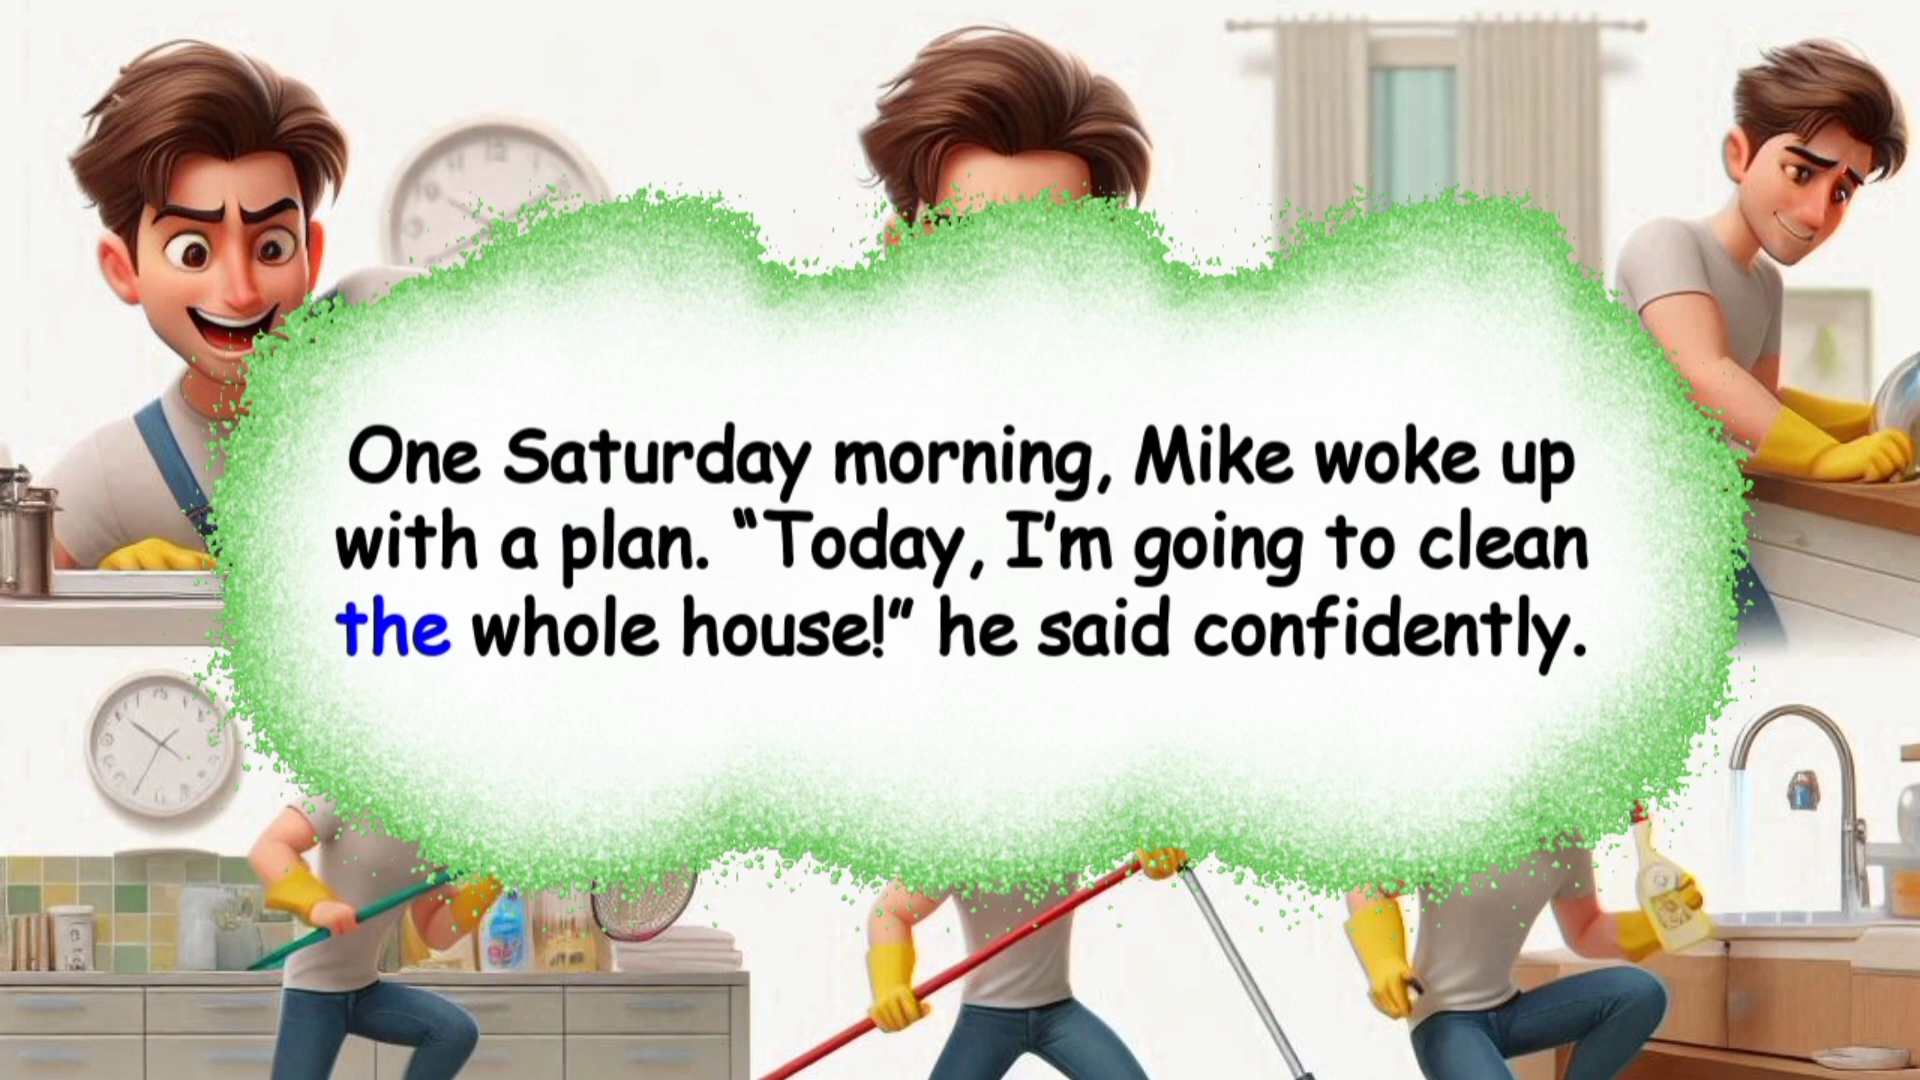 One Saturday morning, Mike woke up
with a plan. “Today, I’m going to clean
the whole house!” he said confidently.